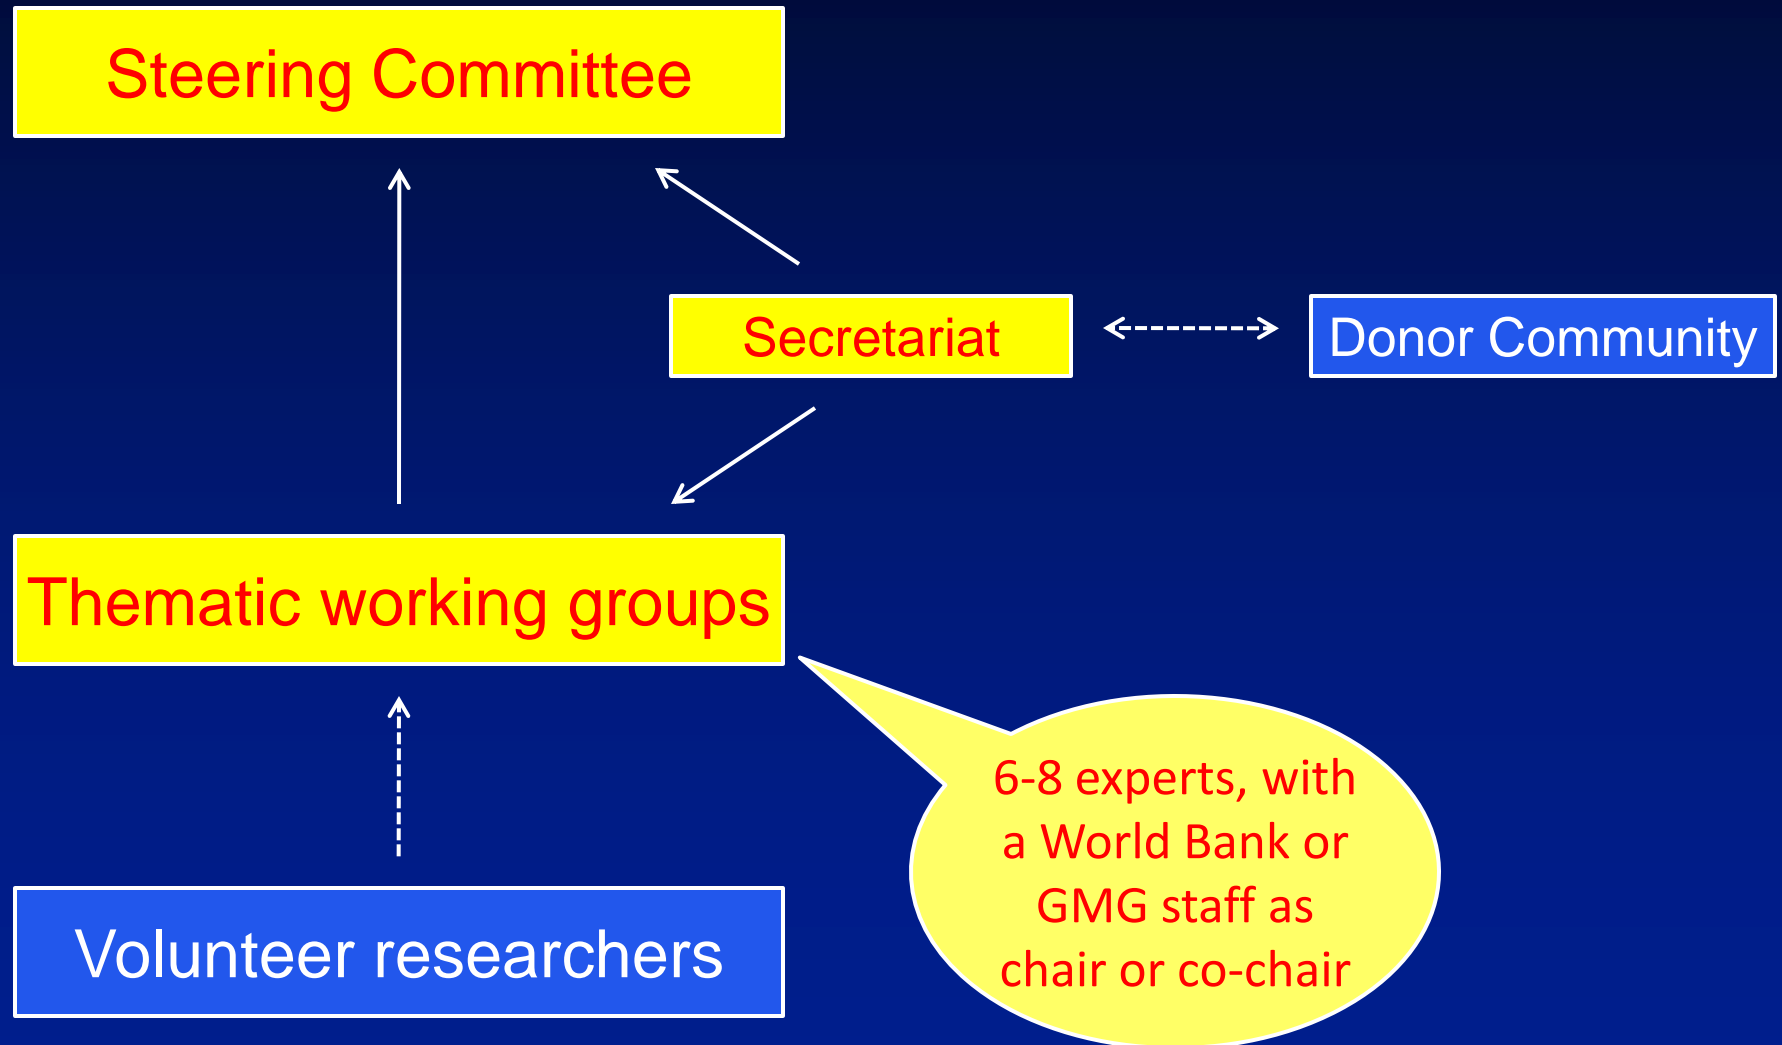 Steering Committee
Secretariat
Donor Community
Thematic working groups
6-8 experts, with
a World Bank or
GMG staff as
chair or co-chair
Volunteer researchers